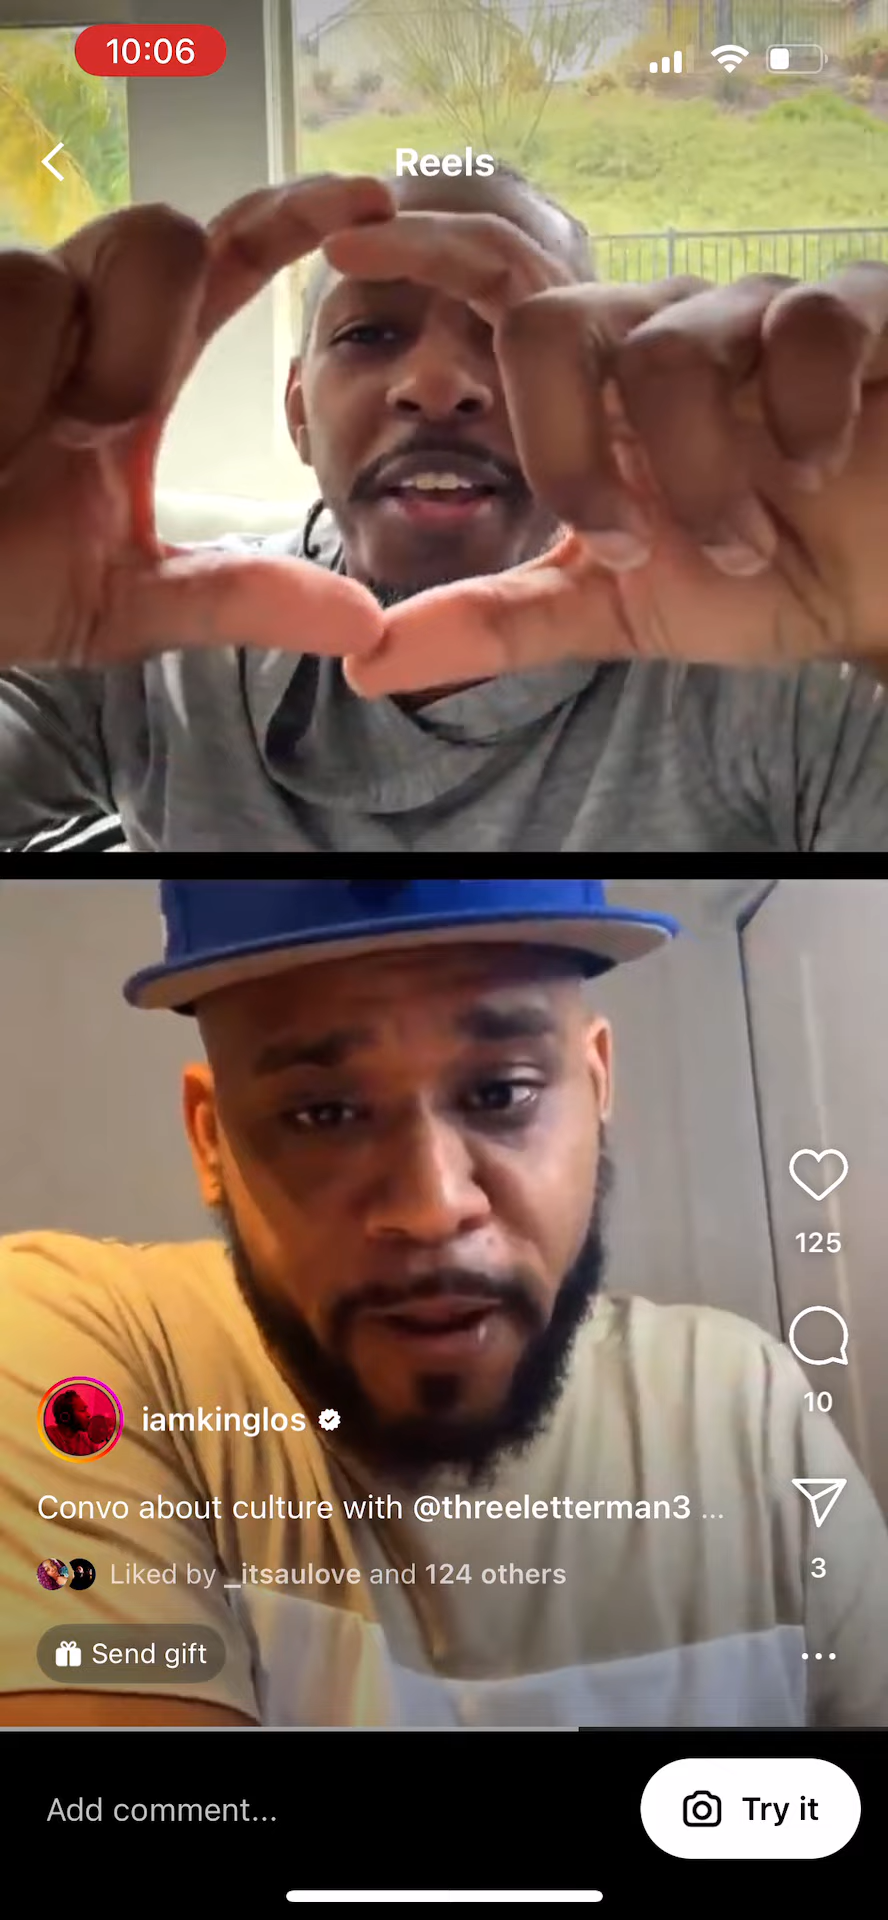 10:06
Reels
125
10
iamkinglos
Convo about culture with @threeletterman3 ...
Liked by _itsaulove and 124 others
3
Send gift
Add comment...
Try it